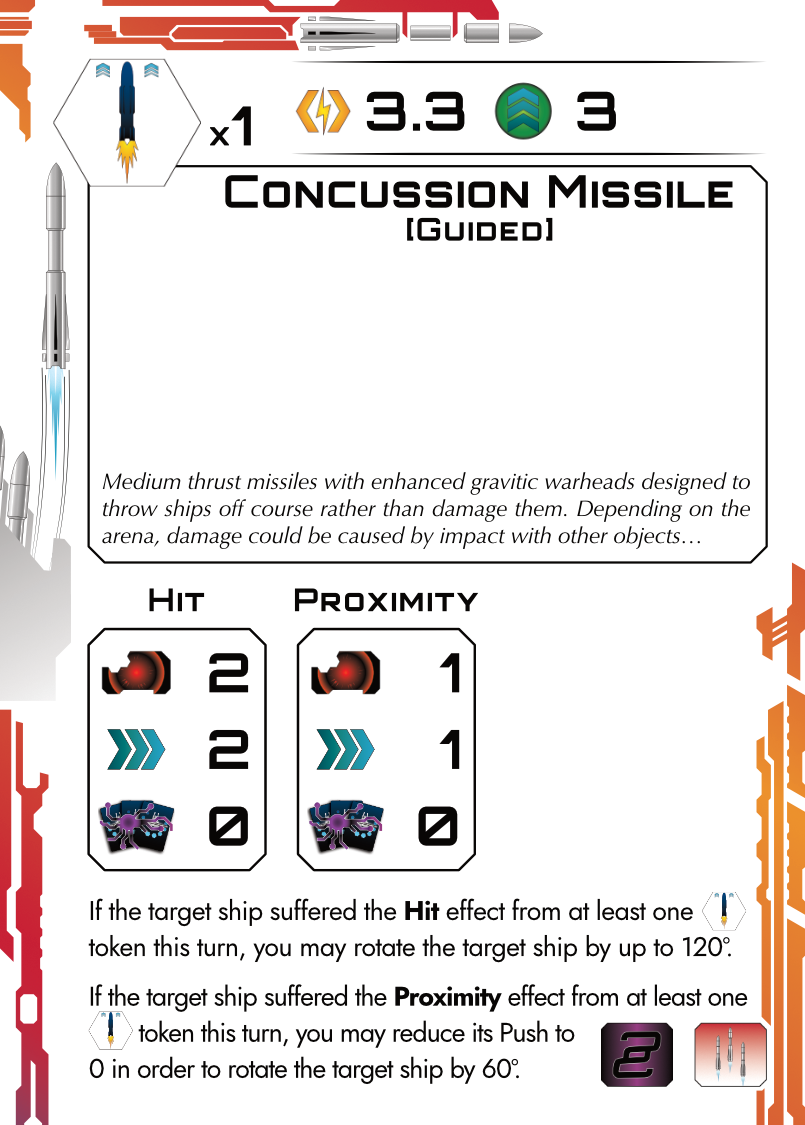 x1
3.3
3
Concussion Missile
[Guided]
Medium thrust missiles with enhanced gravitic warheads designed to
throw ships off course rather than damage them. Depending on the
arena, damage could be caused by impact with other objects…
Hit
Proximity
2
1
2
1
0
0
If the target ship suffered the Hit effect from at least one
token this turn, you may rotate the target ship by up to 120°.
If the target ship suffered the Proximity effect from at least one
token this turn, you may reduce its Push to
0 in order to rotate the target ship by 60°.
2